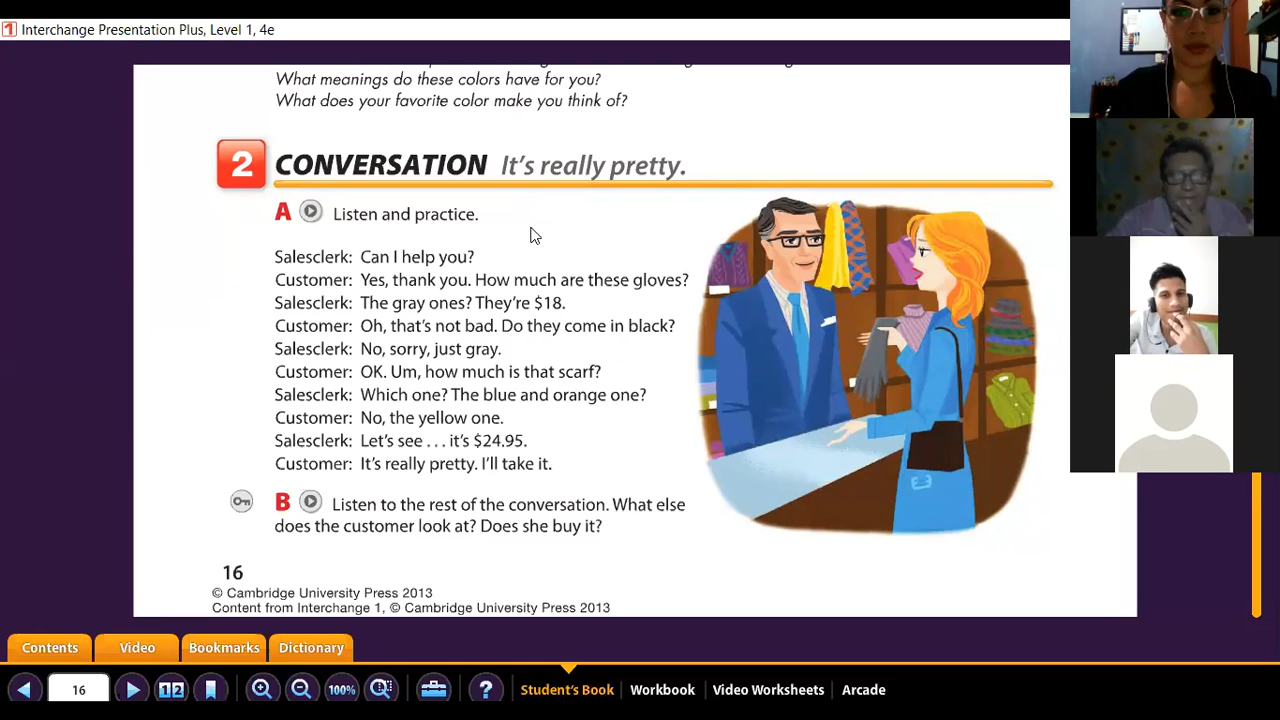 Interchange Presentation Plus, Level 1, 4e
What meanings do these colors have for you?
What does your favorite color make you think of?
2 CONVERSATION It's really pretty.
A Listen and practice.
Salesclerk: Can I help you?
Customer: Yes, thank you. How much are these gloves?
Salesclerk: The gray ones? They're $18.
Customer: Oh, that's not bad. Do they come in black?
Salesclerk: No, sorry, just gray.
Customer: OK. Um, how much is that scarf?
Salesclerk: Which one? The blue and orange one?
Customer: No, the yellow one.
Salesclerk: Let's see . . . it's $24.95.
Customer: It's really pretty. I'll take it.
B Listen to the rest of the conversation. What else
does the customer look at? Does she buy it?
16
© Cambridge University Press 2013
Content from Interchange 1, © Cambridge University Press 2013
Contents Video Bookmarks Dictionary
16 1 2 100% ? Student's Book Workbook Video Worksheets Arcade